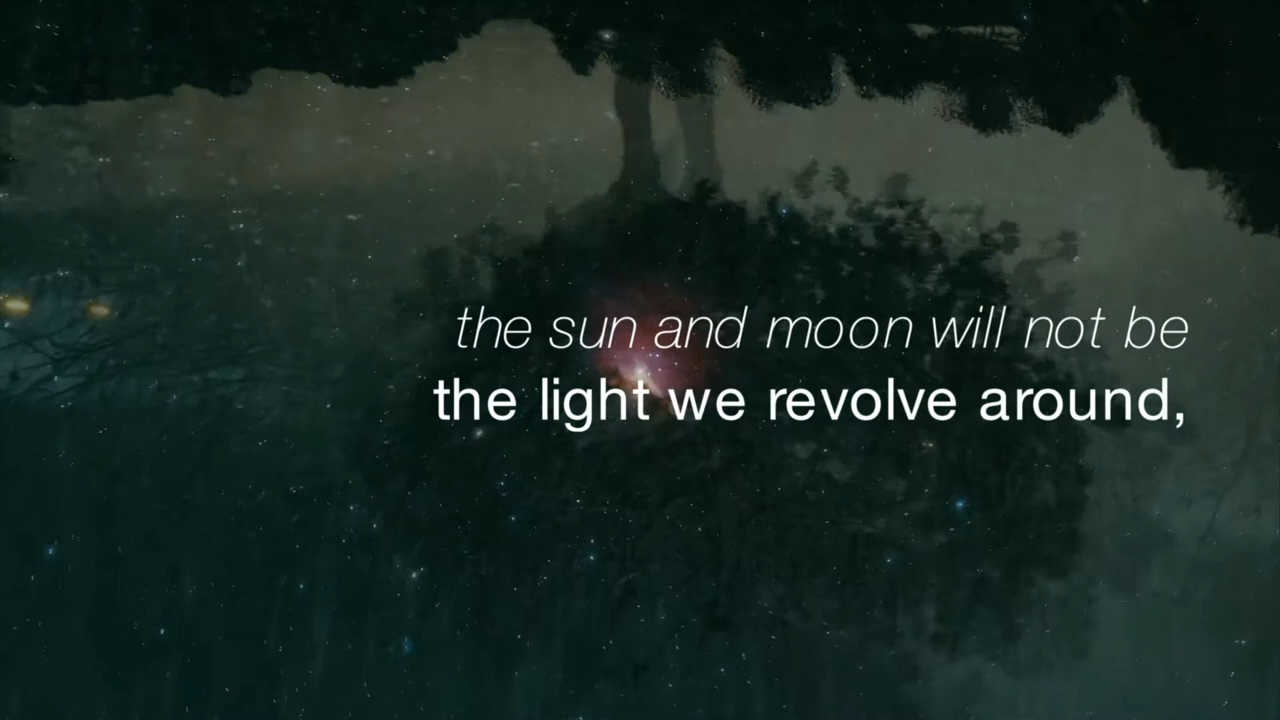 the sun and moon will not be
the light we revolve around,